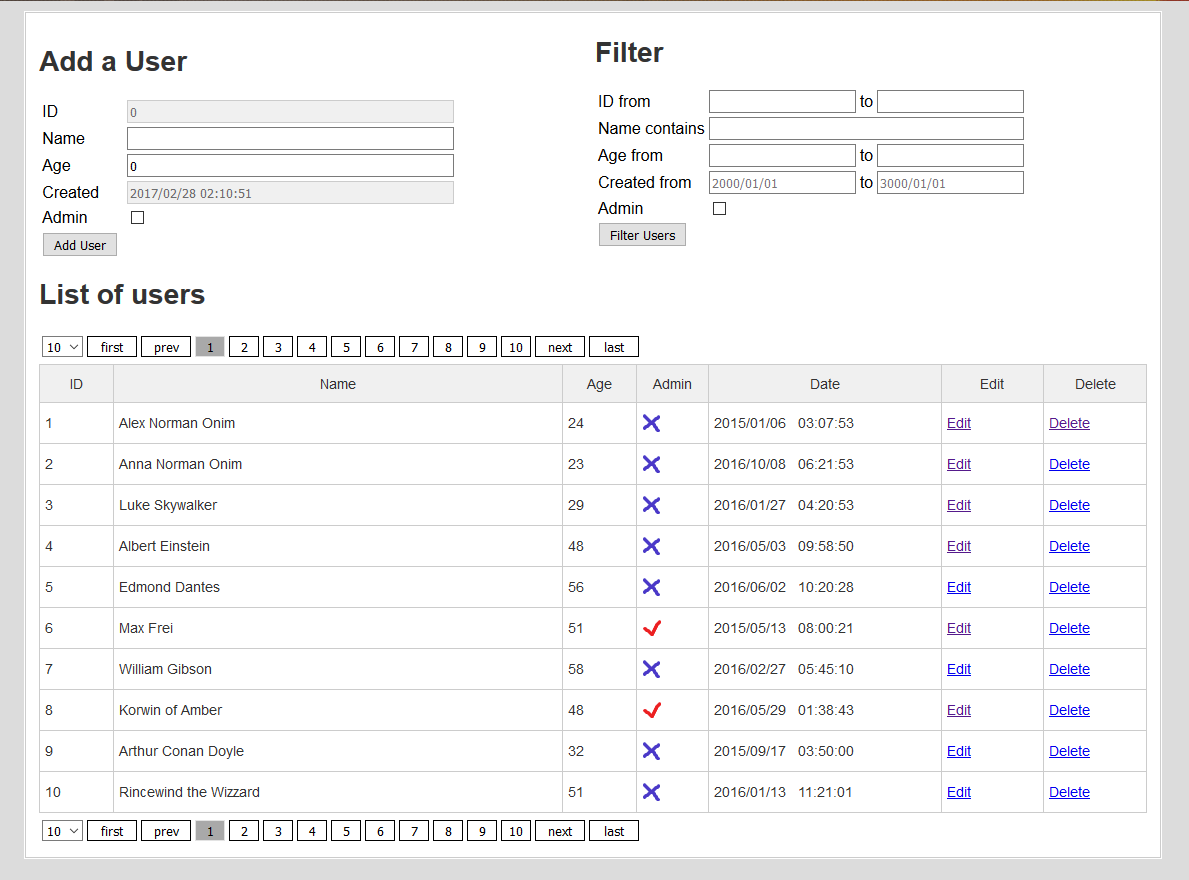 Add a User
ID 0
Name
Age 0
Created 2017/02/28 02:10:51
Admin
Add User
Filter
ID from to
Name contains
Age from to
Created from 2000/01/01 to 3000/01/01
Admin
Filter Users
List of users
10 first prev 1 2 3 4 5 6 7 8 9 10 next last
ID Name Age Admin Date Edit Delete
1 Alex Norman Onim 24 2015/01/06 03:07:53 Edit Delete
2 Anna Norman Onim 23 2016/10/08 06:21:53 Edit Delete
3 Luke Skywalker 29 2016/01/27 04:20:53 Edit Delete
4 Albert Einstein 48 2016/05/03 09:58:50 Edit Delete
5 Edmond Dantes 56 2016/06/02 10:20:28 Edit Delete
6 Max Frei 51 2015/05/13 08:00:21 Edit Delete
7 William Gibson 58 2016/02/27 05:45:10 Edit Delete
8 Korwin of Amber 48 2016/05/29 01:38:43 Edit Delete
9 Arthur Conan Doyle 32 2015/09/17 03:50:00 Edit Delete
10 Rincewind the Wizzard 51 2016/01/13 11:21:01 Edit Delete
10 first prev 1 2 3 4 5 6 7 8 9 10 next last